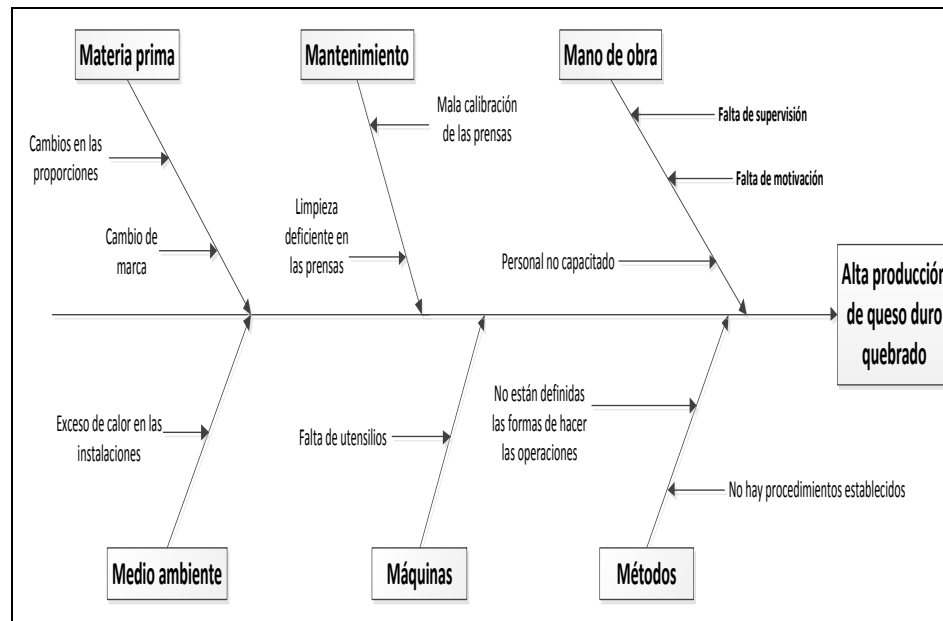 Materia prima
Mantenimiento
Mano de obra
Mala calibración
de las prensas
Falta de supervisión
Cambios en las
proporciones
Falta de motivación
Limpieza
deficiente en
las prensas
Cambio de
marca
Personal no capacitado
Alta producción
de queso duro
quebrado
No están definidas
las formas de hacer
las operaciones
Exceso de calor en las
instalaciones
Falta de utensilios
No hay procedimientos establecidos
Medio ambiente
Máquinas
Métodos